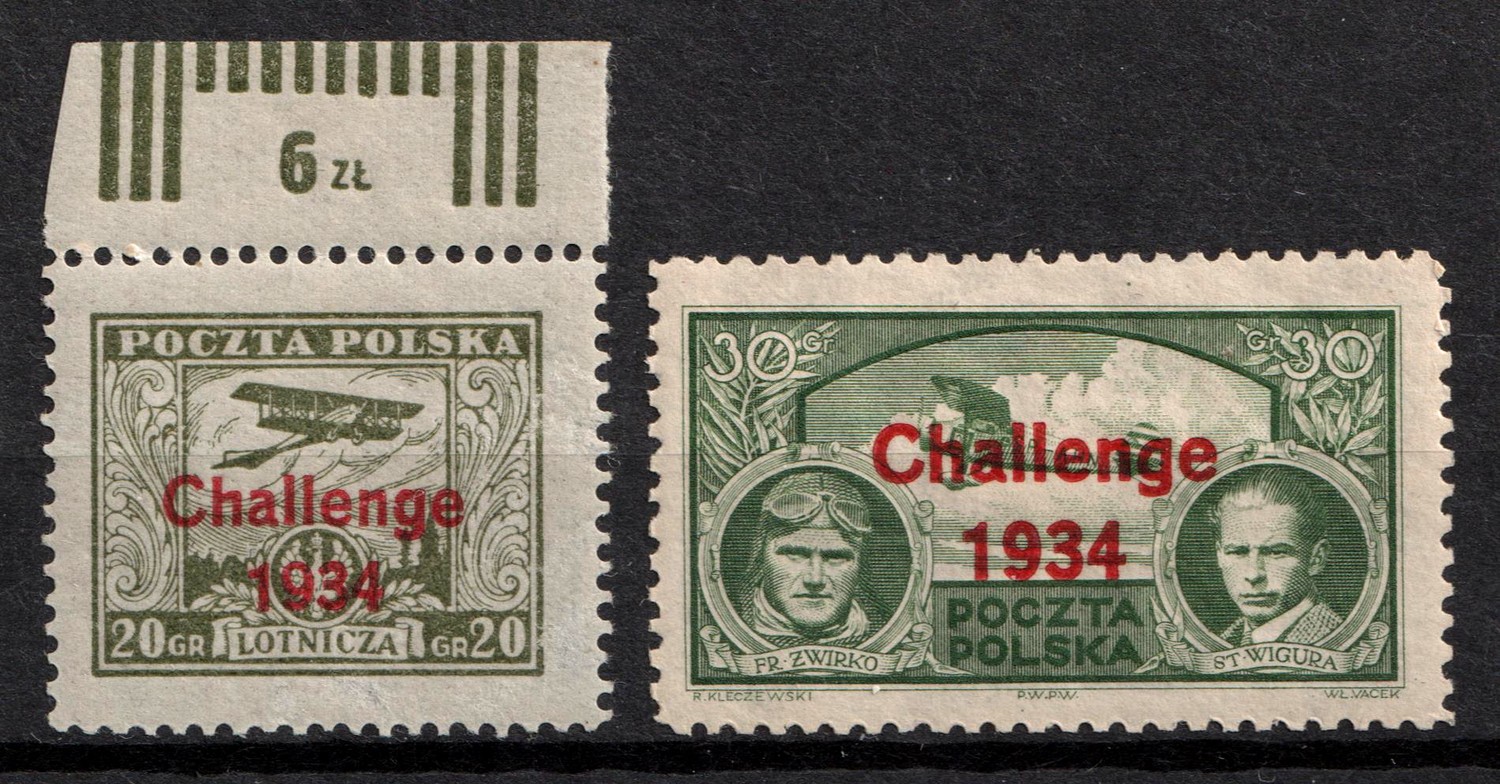 6 ZŁ
POCZTA POLSKA
Challenge
1934
20 GR LOTNICZA GR 20
30 Gr Gr 30
Challenge
1934
POCZTA
POLSKA
FR·ŻWIRKO
ST·WIGURA
R.KLECZEWSKI P.W.P.W. WŁ.VACEK